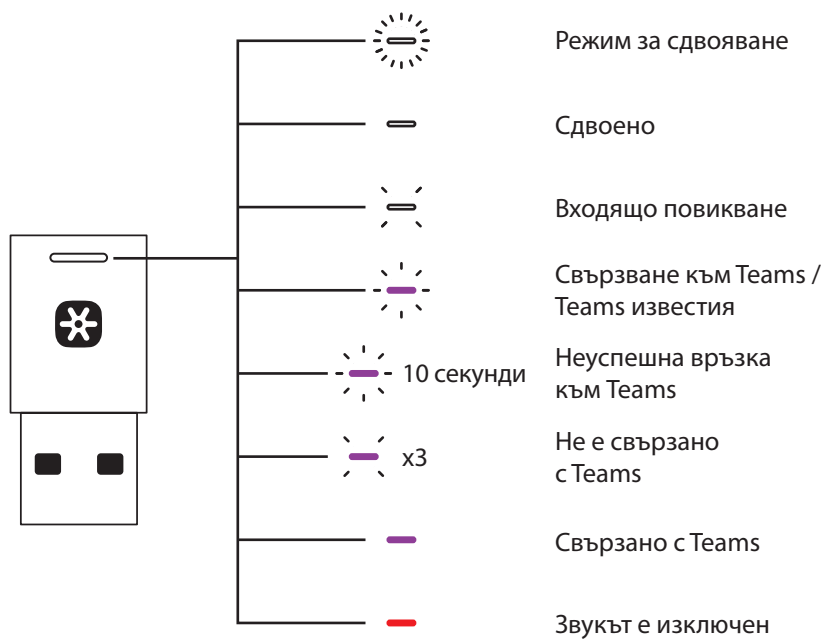 Режим за сдвояване
Сдвоено
Входящо повикване
Свързване към Teams /
Teams известия
10 секунди
Неуспешна връзка
към Teams
x3
Не е свързано
с Teams
Свързано с Teams
Звукът е изключен